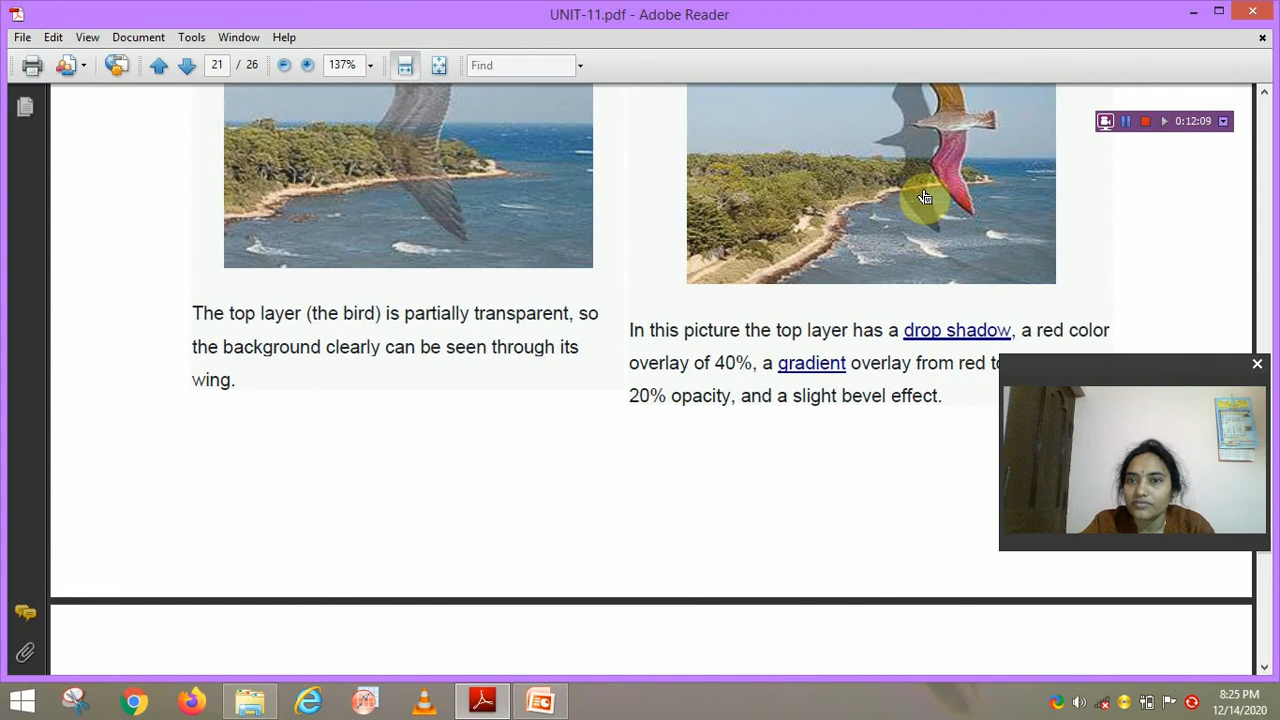 UNIT-11.pdf - Adobe Reader
File Edit View Document Tools Window Help
21 / 26 137% Find
0:12:09
The top layer (the bird) is partially transparent, so
the background clearly can be seen through its
wing.
In this picture the top layer has a drop shadow, a red color
overlay of 40%, a gradient overlay from red
20% opacity, and a slight bevel effect.
8:25 PM
12/14/2020